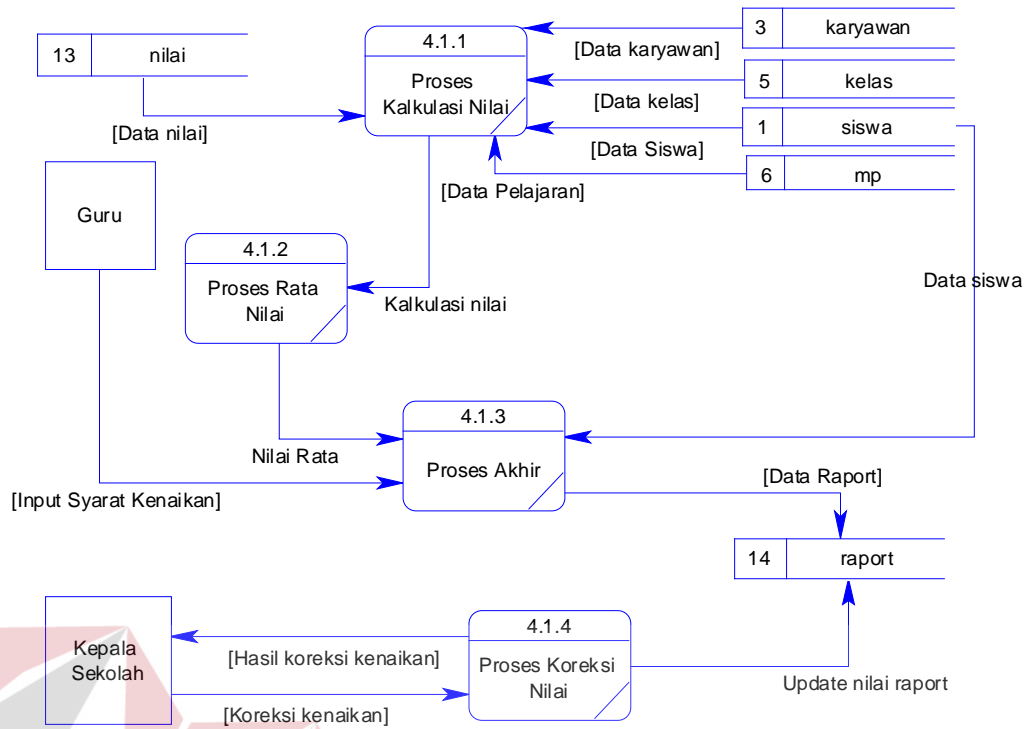 13 nilai
[Data nilai]
4.1.1
Proses
Kalkulasi Nilai
3 karyawan
[Data karyawan]
5 kelas
[Data kelas]
1 siswa
[Data Siswa]
6 mp
[Data Pelajaran]
Guru
4.1.2
Proses Rata
Nilai
Kalkulasi nilai
Data siswa
4.1.3
Proses Akhir
Nilai Rata
[Input Syarat Kenaikan]
[Data Raport]
14 raport
Kepala
Sekolah
[Hasil koreksi kenaikan]
[Koreksi kenaikan]
4.1.4
Proses Koreksi
Nilai
Update nilai raport